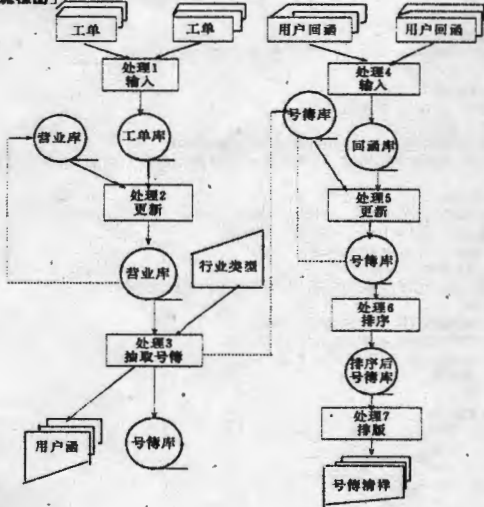 工单
工单
处理1
输入
营业库
工单库
处理2
更新
营业库
行业类型
处理3
抽取号簿
用户函
号簿库
用户回函
用户回函
处理4
输入
号簿库
回函库
处理5
更新
号簿库
处理6
排序
排序后
号簿库
处理7
排版
号簿清样